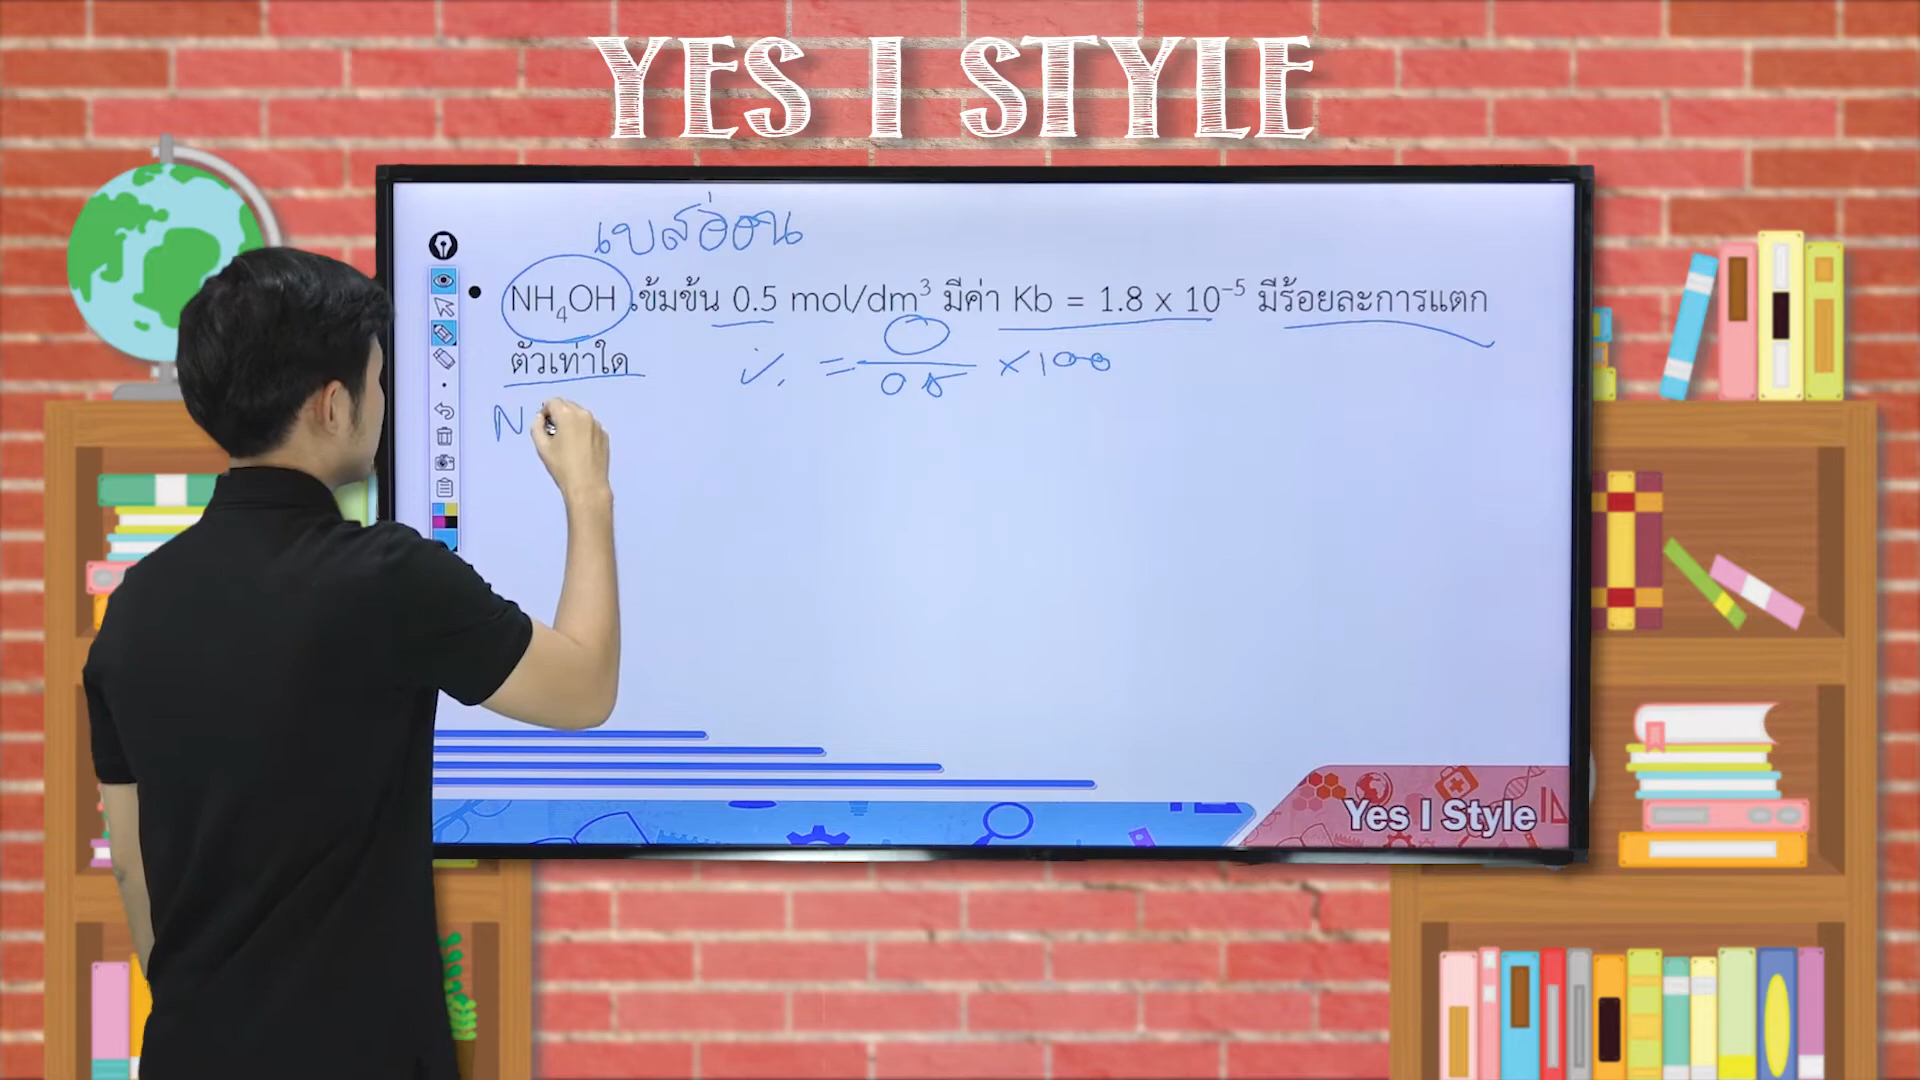 YES I STYLE
เบสอ่อน
• NH₄OH เข้มข้น 0.5 mol/dm³ มีค่า Kb = 1.8 x 10⁻⁵ มีร้อยละการแตก
ตัวเท่าใด
% = 0.5 × 100
N
Yes I Style